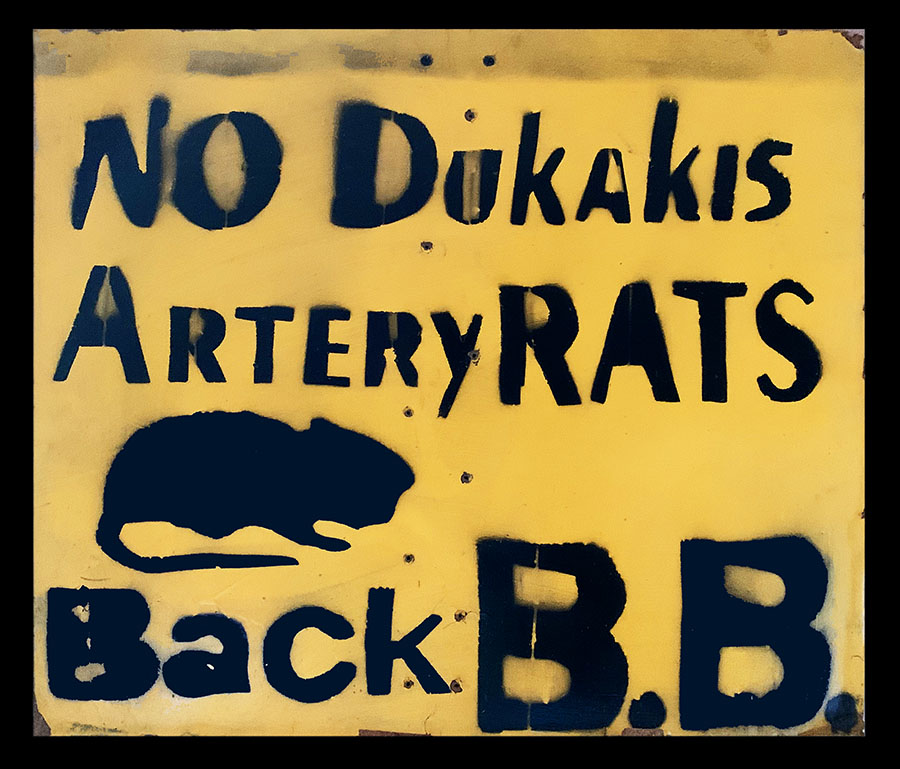 NO DUKAKIS
ARTERY RATS
Back B.B.